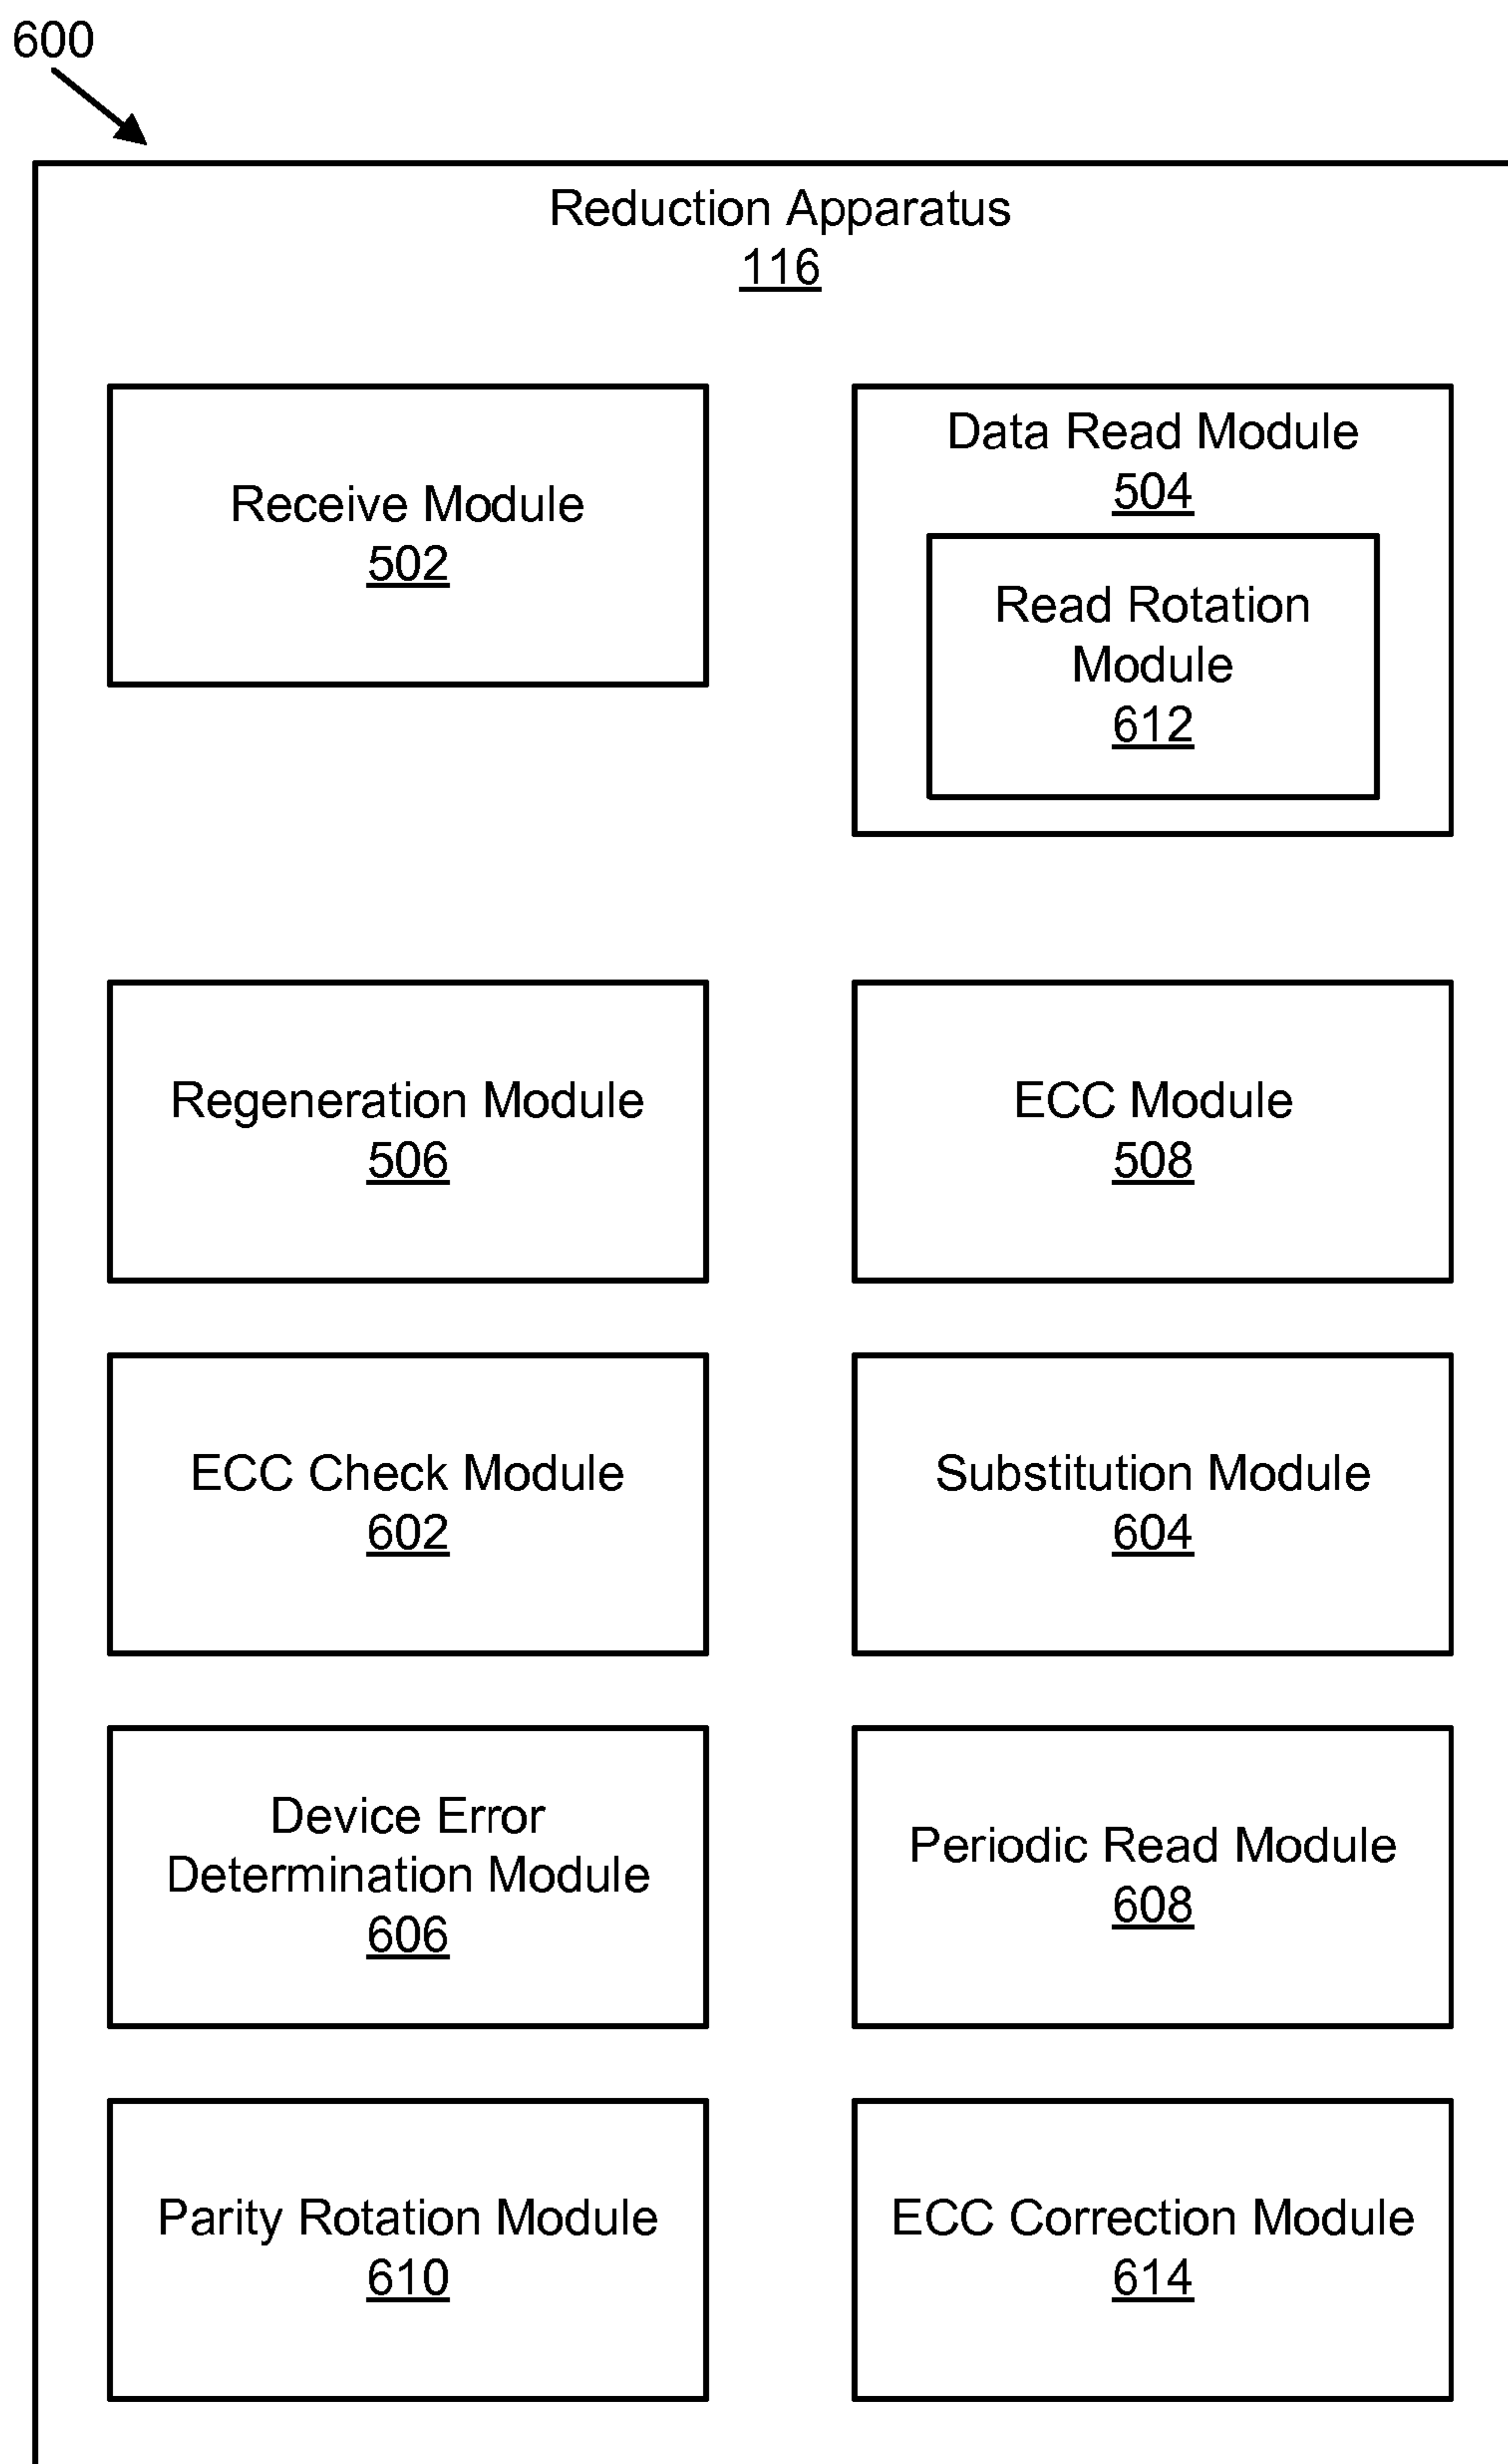 600
Reduction Apparatus
116
Receive Module
502
Data Read Module
504
Read Rotation
Module
612
Regeneration Module
506
ECC Module
508
ECC Check Module
602
Substitution Module
604
Device Error
Determination Module
606
Periodic Read Module
608
Parity Rotation Module
610
ECC Correction Module
614